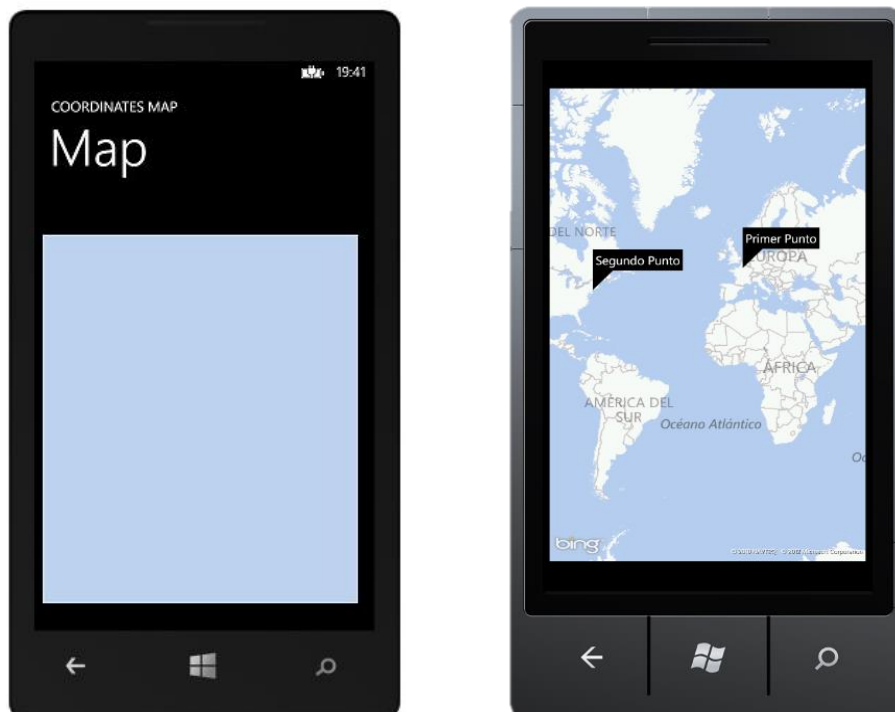 19:41
COORDINATES MAP
Map
DEL NORTE
Segundo Punto
Primer Punto
EUROPA
ÁFRICA
AMÉRICA DEL
SUR
Océano Atlántico
Oc
bing